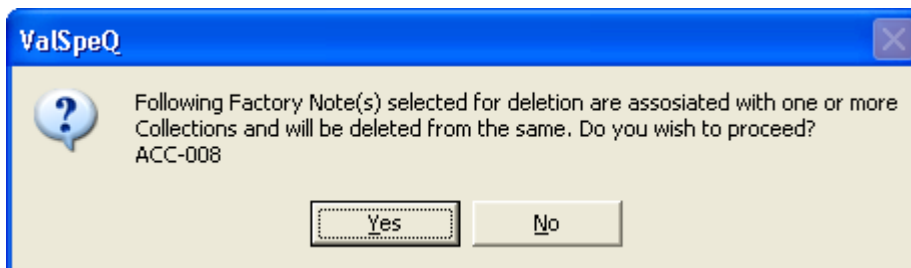 ValSpeQ
Following Factory Note(s) selected for deletion are assosiated with one or more
Collections and will be deleted from the same. Do you wish to proceed?
ACC-008
Yes No